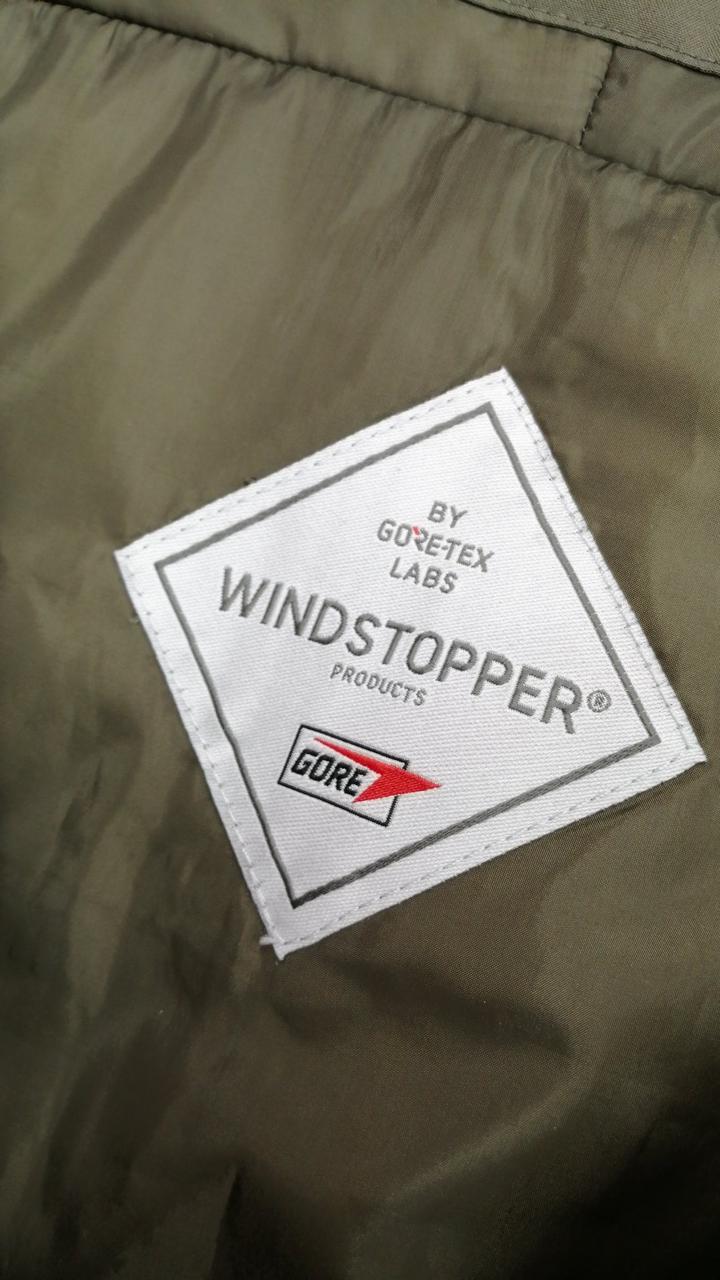 BY
GORE-TEX
LABS
WINDSTOPPER®
PRODUCTS
GORE